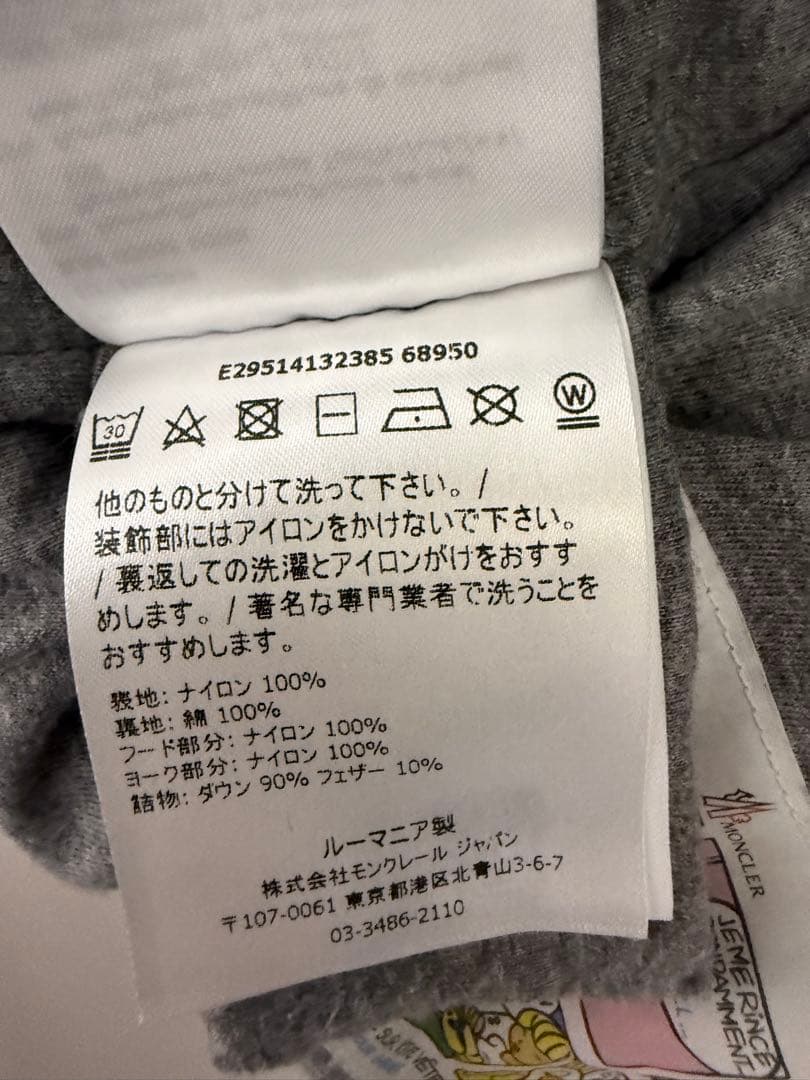 E29514132385 68950
30
W
他のものと分けて洗って下さい。/
装飾部にはアイロンをかけないで下さい。
/ 裏返しての洗濯とアイロンがけをおすす
めします。/ 著名な専門業者で洗うことを
おすすめします。
表地: ナイロン 100%
裏地: 綿 100%
フード部分: ナイロン 100%
ヨーク部分: ナイロン 100%
詰物: ダウン 90% フェザー 10%
ルーマニア製
株式会社モンクレール ジャパン
〒107-0061 東京都港区北青山3-6-7
03-3486-2110
MONCLER
JE ME RINCE